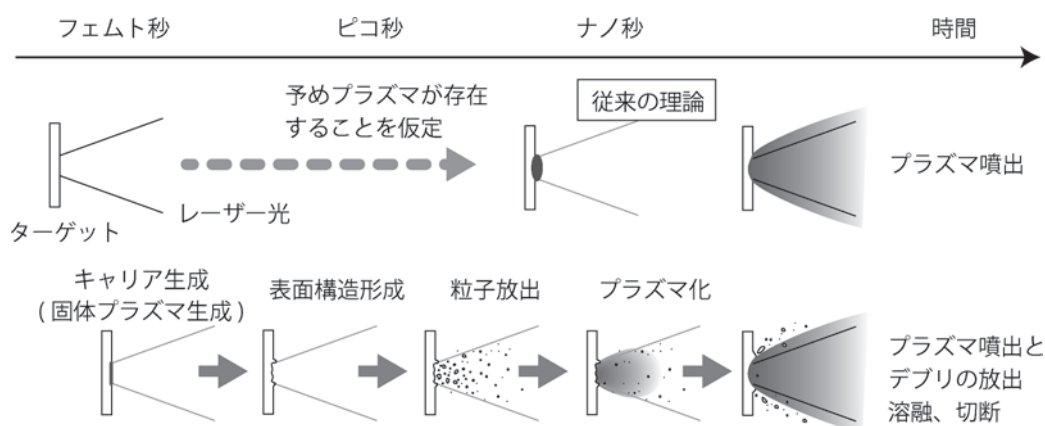 フェムト秒
ピコ秒
ナノ秒
時間
予めプラズマが存在
することを仮定
従来の理論
プラズマ噴出
レーザー光
ターゲット
キャリア生成
( 固体プラズマ生成 )
表面構造形成
粒子放出
プラズマ化
プラズマ噴出と
デブリの放出
溶融、切断